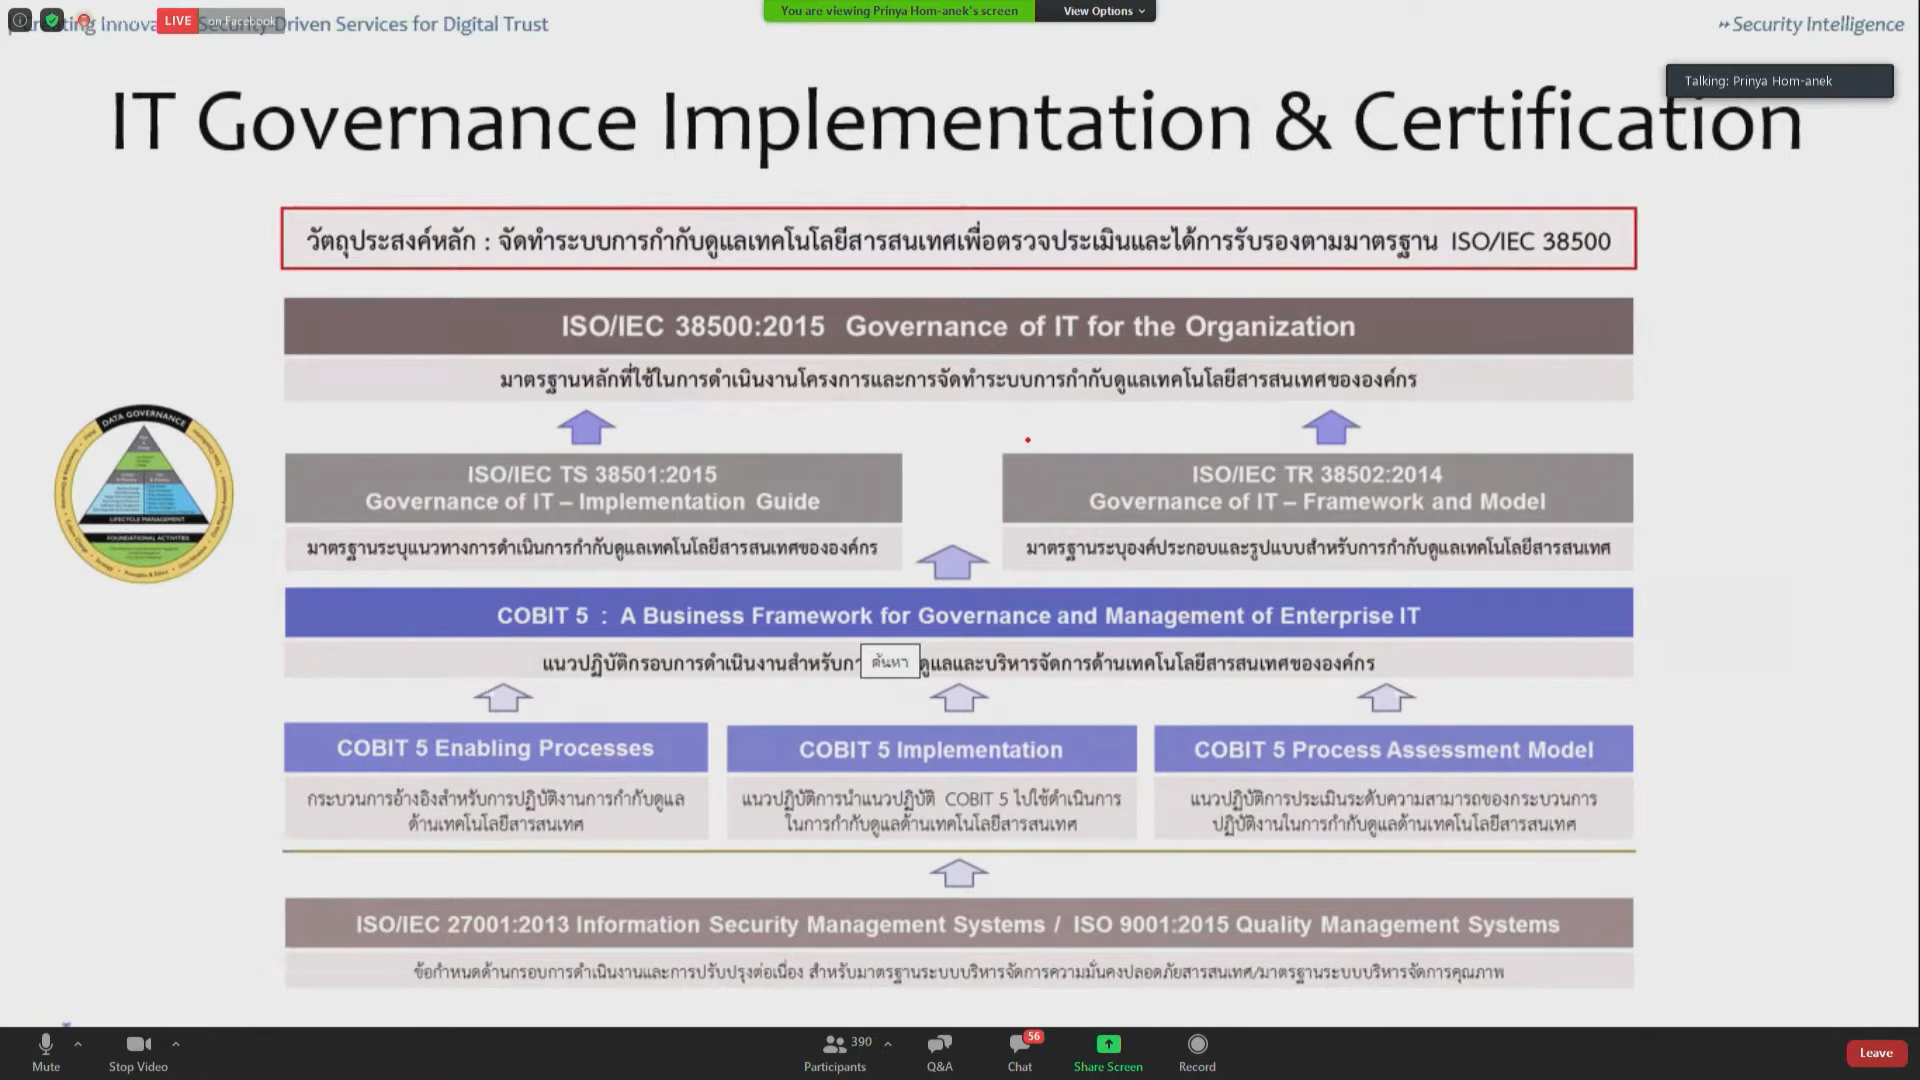 LIVE on Facebook
Security-Driven Services for Digital Trust
You are viewing Prinya Hom-anek's screen
View Options
Security Intelligence
Talking: Prinya Hom-anek
IT Governance Implementation & Certification
วัตถุประสงค์หลัก : จัดทำระบบการกำกับดูแลเทคโนโลยีสารสนเทศเพื่อตรวจประเมินและได้การรับรองตามมาตรฐาน ISO/IEC 38500
ISO/IEC 38500:2015 Governance of IT for the Organization
มาตรฐานหลักที่ใช้ในการดำเนินงานโครงการและการจัดทำระบบการกำกับดูแลเทคโนโลยีสารสนเทศขององค์กร
DATA GOVERNANCE
LIFECYCLE MANAGEMENT
FOUNDATIONAL ACTIVITIES
ISO/IEC TS 38501:2015
Governance of IT – Implementation Guide
มาตรฐานระบุแนวทางการดำเนินการกำกับดูแลเทคโนโลยีสารสนเทศขององค์กร
ISO/IEC TR 38502:2014
Governance of IT – Framework and Model
มาตรฐานระบุองค์ประกอบและรูปแบบสำหรับการกำกับดูแลเทคโนโลยีสารสนเทศ
COBIT 5 : A Business Framework for Governance and Management of Enterprise IT
แนวปฏิบัติกรอบการดำเนินงานสำหรับกา ค้นหา ดูแลและบริหารจัดการด้านเทคโนโลยีสารสนเทศขององค์กร
COBIT 5 Enabling Processes
กระบวนการอ้างอิงสำหรับการปฏิบัติงานการกำกับดูแล
ด้านเทคโนโลยีสารสนเทศ
COBIT 5 Implementation
แนวปฏิบัติการนำแนวปฏิบัติ COBIT 5 ไปใช้ดำเนินการ
ในการกำกับดูแลด้านเทคโนโลยีสารสนเทศ
COBIT 5 Process Assessment Model
แนวปฏิบัติการประเมินระดับความสามารถของกระบวนการ
ปฏิบัติงานในการกำกับดูแลด้านเทคโนโลยีสารสนเทศ
ISO/IEC 27001:2013 Information Security Management Systems / ISO 9001:2015 Quality Management Systems
ข้อกำหนดด้านกรอบการดำเนินงานและการปรับปรุงต่อเนื่อง สำหรับมาตรฐานระบบบริหารจัดการความมั่นคงปลอดภัยสารสนเทศ/มาตรฐานระบบบริหารจัดการคุณภาพ
Mute
Stop Video
390
Participants
Q&A
56
Chat
Share Screen
Record
Leave